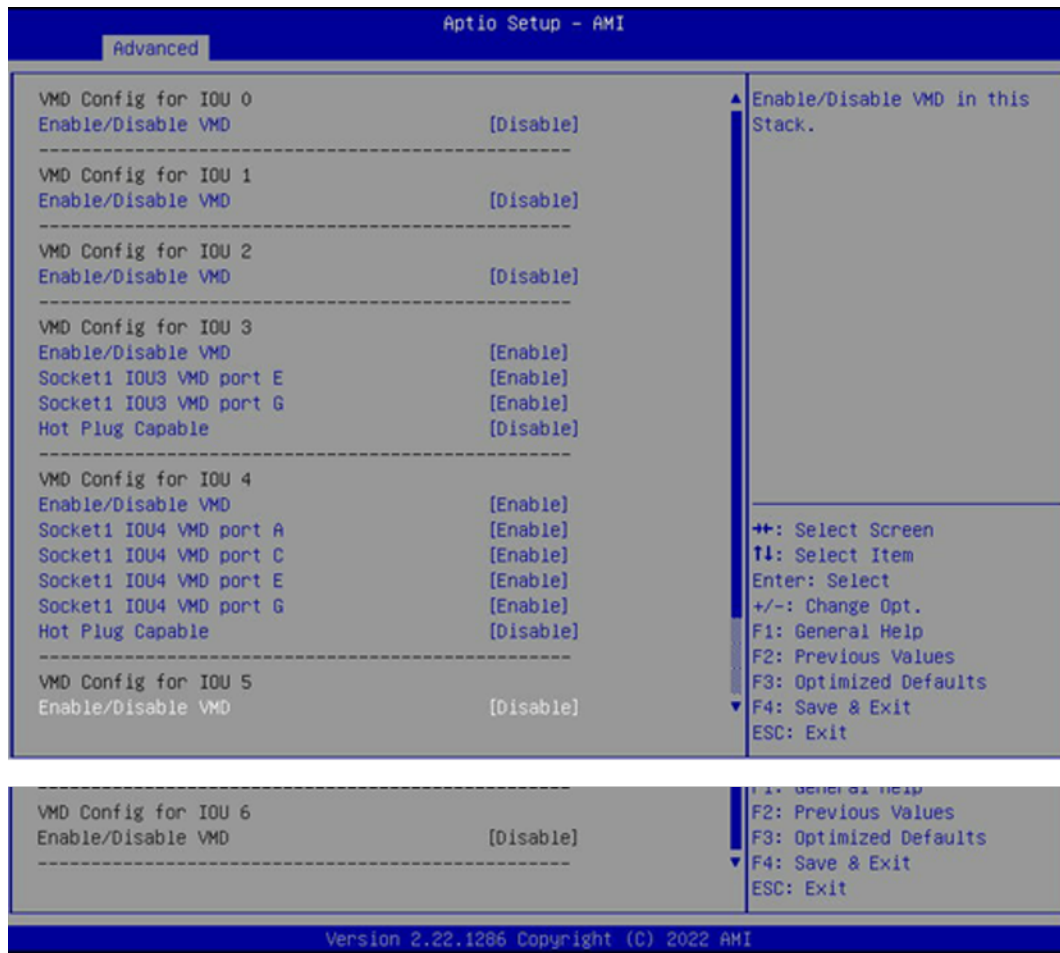 Aptio Setup – AMI
Advanced
VMD Config for IOU 0
Enable/Disable VMD [Disable]
--------------------------------------------------
VMD Config for IOU 1
Enable/Disable VMD [Disable]
--------------------------------------------------
VMD Config for IOU 2
Enable/Disable VMD [Disable]
--------------------------------------------------
VMD Config for IOU 3
Enable/Disable VMD [Enable]
Socket1 IOU3 VMD port E [Enable]
Socket1 IOU3 VMD port G [Enable]
Hot Plug Capable [Disable]
--------------------------------------------------
VMD Config for IOU 4
Enable/Disable VMD [Enable]
Socket1 IOU4 VMD port A [Enable]
Socket1 IOU4 VMD port C [Enable]
Socket1 IOU4 VMD port E [Enable]
Socket1 IOU4 VMD port G [Enable]
Hot Plug Capable [Disable]
--------------------------------------------------
VMD Config for IOU 5
Enable/Disable VMD [Disable]
Enable/Disable VMD in this
Stack.
→←: Select Screen
↑↓: Select Item
Enter: Select
+/-: Change Opt.
F1: General Help
F2: Previous Values
F3: Optimized Defaults
F4: Save & Exit
ESC: Exit
--------------------------------------------------
VMD Config for IOU 6
Enable/Disable VMD [Disable]
--------------------------------------------------
F1: General Help
F2: Previous Values
F3: Optimized Defaults
F4: Save & Exit
ESC: Exit
Version 2.22.1286 Copyright (C) 2022 AMI